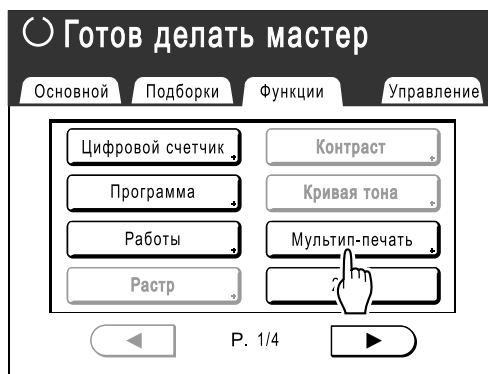 Готов делать мастер
Основной Подборки Функции Управление
Цифровой счетчик Контраст
Программа Кривая тона
Работы Мультип-печать
Растр
P. 1/4